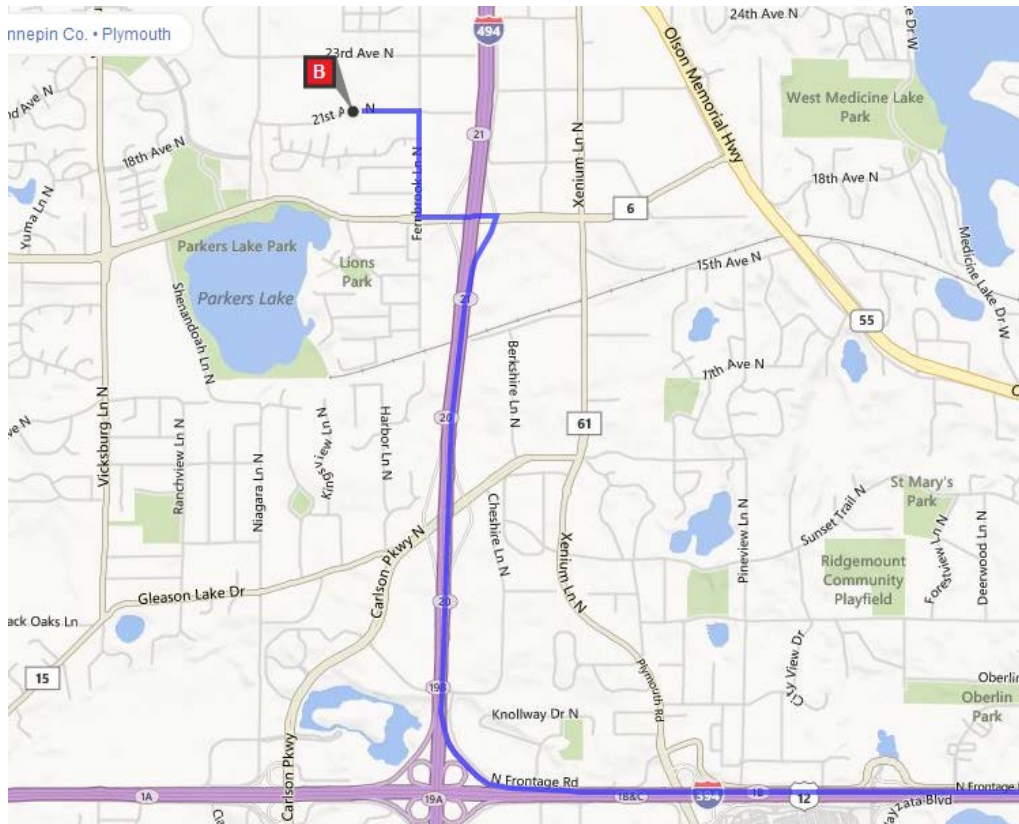 nnepin Co. • Plymouth
494
24th Ave N
23rd Ave N
B
21st A N
nd Ave N
West Medicine Lake
Park
Olson Memorial Hwy
21
Xenium Ln N
18th Ave N
18th Ave N
Fernbrook Ln N
6
Yuma Ln N
Parkers Lake Park
Lions
Park
15th Ave N
Medicine Lake Dr W
Parkers Lake
21
Shenandoah Ln N
55
Berkshire Ln N
11th Ave N
20
61
Vicksburg Ln N
Ranchview Ln N
Niagara Ln N
Kingsview Ln N
Harbor Ln N
Cheshire Ln N
St Mary's
Park
Sunset Trail N
Carlson Pkwy N
Xenium Ln N
Pineview Ln N
Ridgemount
Community
Playfield
Forestview Ln N
Deerwood Ln N
Gleason Lake Dr
20
ack Oaks Ln
City View Dr
15
Plymouth Rd
Oberlin
Oberlin
Park
19B
Knollway Dr N
Carlson Pkwy
N Frontage Rd
N Frontage
1A
19A
1B&C
394
1B
12
ayzata Blvd